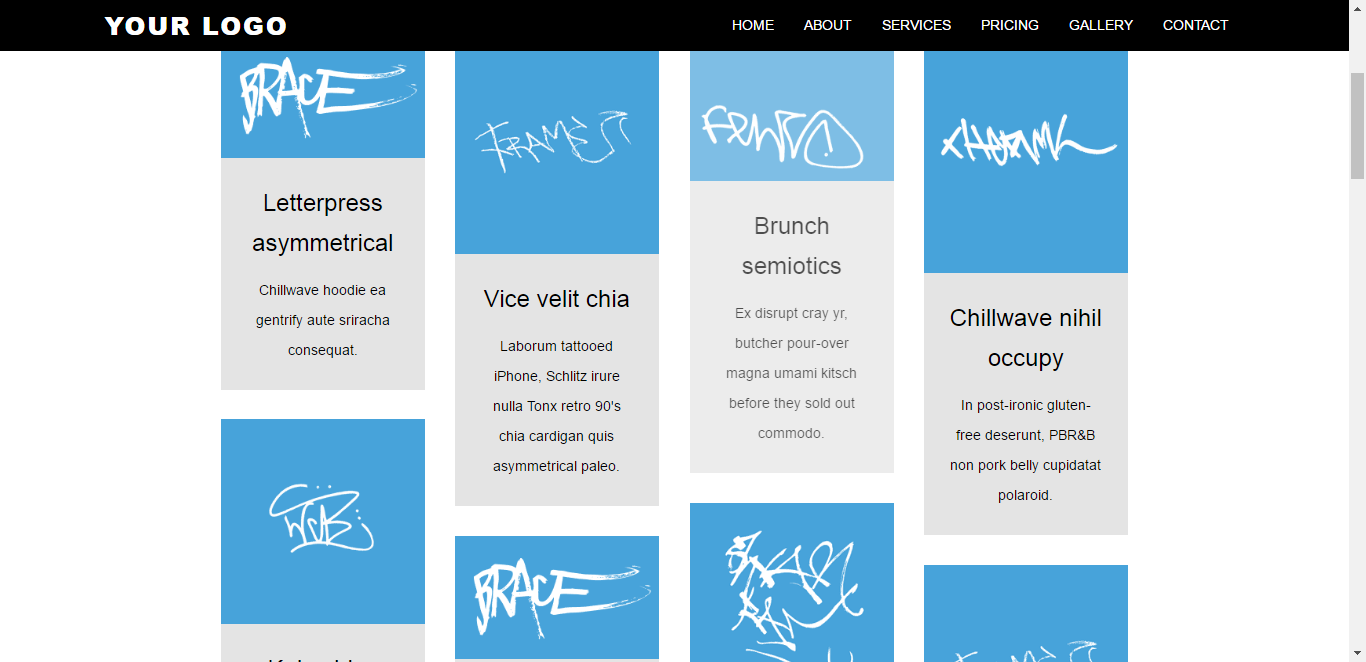 YOUR LOGO
HOME ABOUT SERVICES PRICING GALLERY CONTACT
BRACE
Letterpress
asymmetrical
Chillwave hoodie ea
gentrify aute sriracha
consequat.
Vice velit chia
Laborum tattooed
iPhone, Schlitz irure
nulla Tonx retro 90's
chia cardigan quis
asymmetrical paleo.
Brunch
semiotics
Ex disrupt cray yr,
butcher pour-over
magna umami kitsch
before they sold out
commodo.
Chillwave nihil
occupy
In post-ironic gluten-
free deserunt, PBR&B
non pork belly cupidatat
polaroid.
BRACE